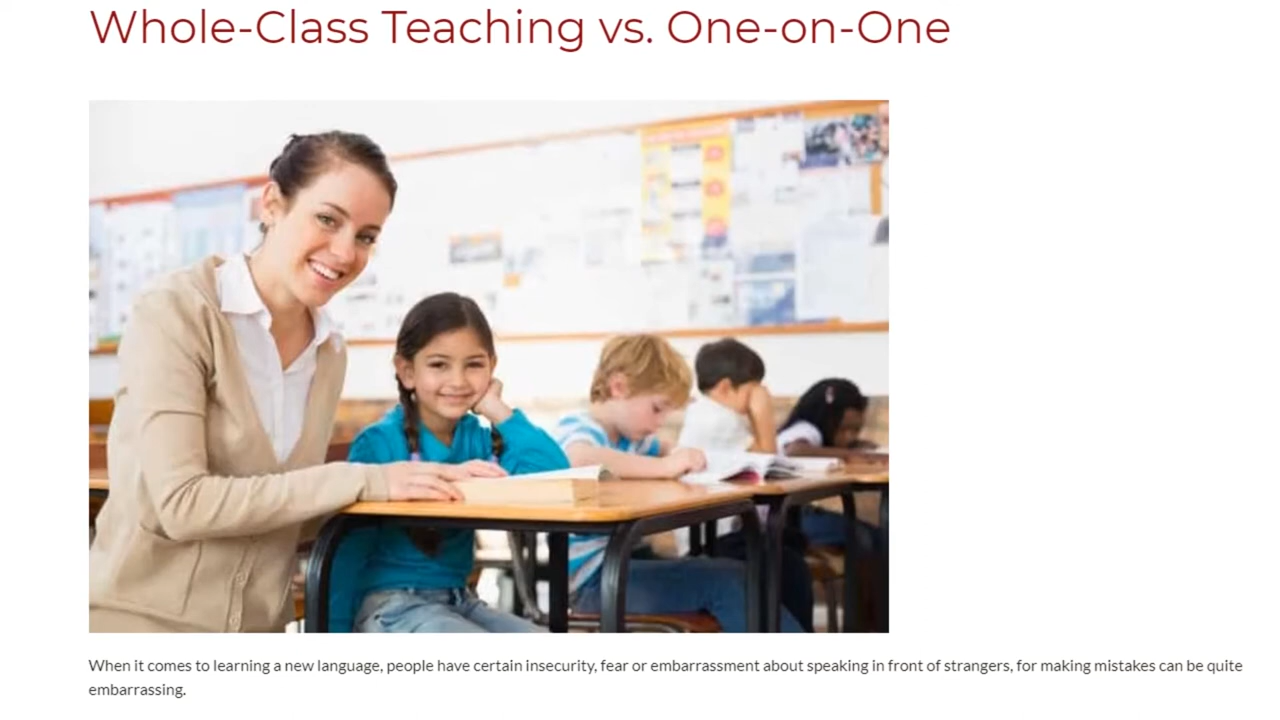 Whole-Class Teaching vs. One-on-One
When it comes to learning a new language, people have certain insecurity, fear or embarrassment about speaking in front of strangers, for making mistakes can be quite
embarrassing.